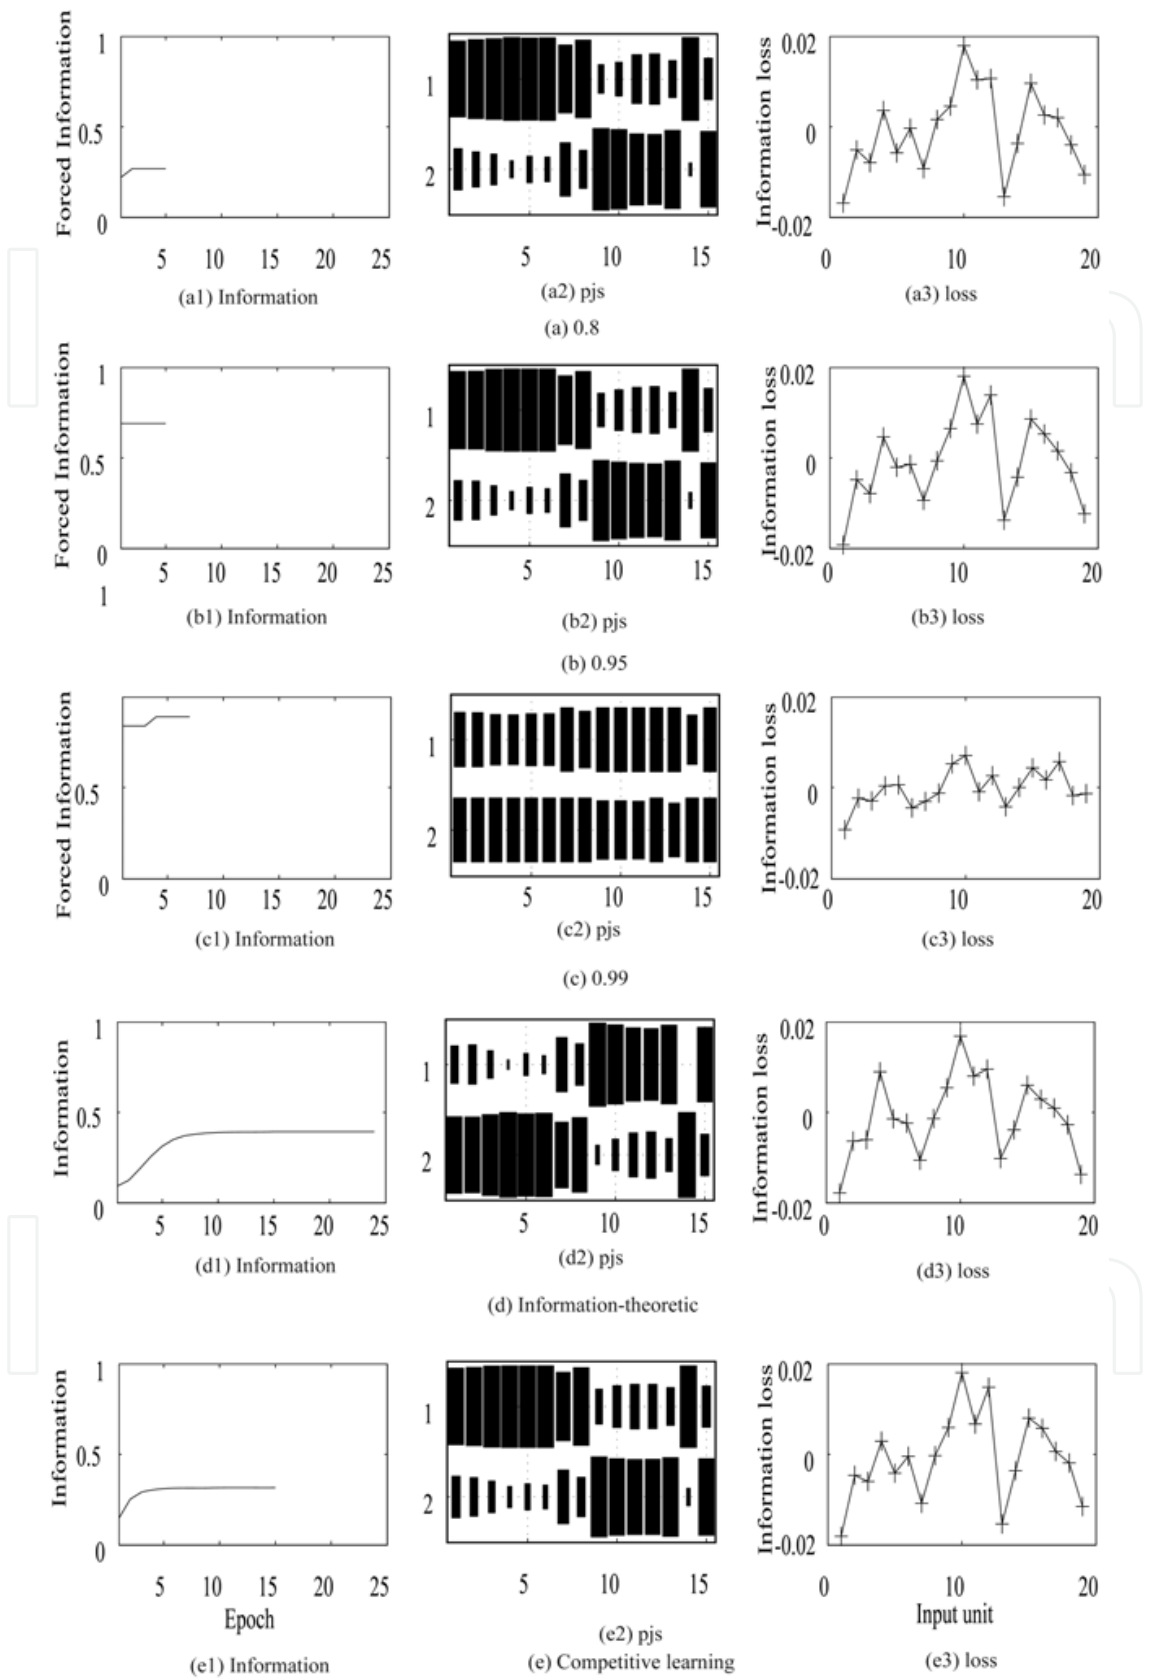 Forced Information
1
0.5
0
5 10 15 20 25
(a1) Information
1
2
5 10 15
(a2) pjs
Information loss
0.02
0
-0.02
0 10 20
(a3) loss
(a) 0.8
Forced Information
1
0.5
0
5 10 15 20 25
1
(b1) Information
1
2
5 10 15
(b2) pjs
Information loss
0.02
0
-0.02
0 10 20
(b3) loss
(b) 0.95
Forced Information
0.5
0
5 10 15 20 25
(c1) Information
1
2
5 10 15
(c2) pjs
Information loss
0.02
0
-0.02
0 10 20
(c3) loss
(c) 0.99
Information
1
0.5
0
5 10 15 20 25
(d1) Information
1
2
5 10 15
(d2) pjs
Information loss
0.02
0
-0.02
0 10 20
(d3) loss
(d) Information-theoretic
Information
1
0.5
0
5 10 15 20 25
Epoch
(e1) Information
1
2
5 10 15
(e2) pjs
Information loss
0.02
0
-0.02
0 10 20
Input unit
(e3) loss
(e) Competitive learning